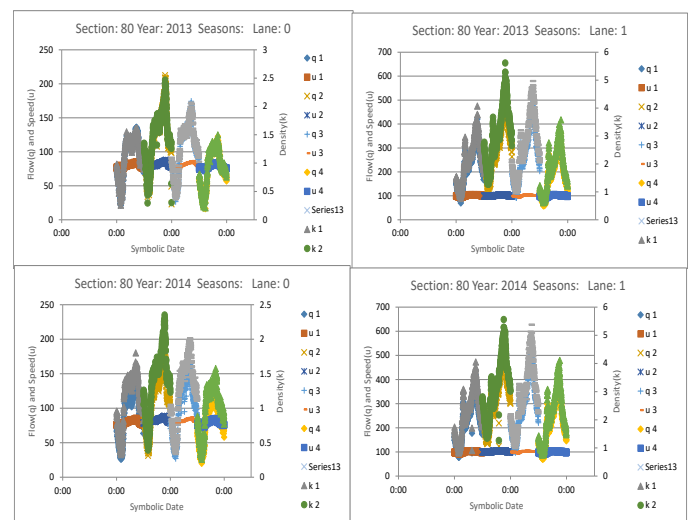 Section: 80 Year: 2013 Seasons: Lane: 0
250
200
150
100
50
0
3
2.5
2
1.5
1
0.5
0
0:00 0:00 0:00 0:00
Flow(q) and Speed(u)
Density(k)
Symbolic Date
q 1
u 1
q 2
u 2
q 3
u 3
q 4
u 4
Series13
k 1
k 2
Section: 80 Year: 2013 Seasons: Lane: 1
700
600
500
400
300
200
100
0
6
5
4
3
2
1
0
0:00 0:00 0:00 0:00
Flow(q) and Speed(u)
Density(k)
Symbolic Date
q 1
u 1
q 2
u 2
q 3
u 3
q 4
u 4
Series13
k 1
k 2
Section: 80 Year: 2014 Seasons: Lane: 0
250
200
150
100
50
0
2.5
2
1.5
1
0.5
0
0:00 0:00 0:00 0:00
Flow(q) and Speed(u)
Density(k)
Symbolic Date
q 1
u 1
q 2
u 2
q 3
u 3
q 4
u 4
Series13
k 1
k 2
Section: 80 Year: 2014 Seasons: Lane: 1
700
600
500
400
300
200
100
0
6
5
4
3
2
1
0
0:00 0:00 0:00 0:00
Flow(q) and Speed(u)
Density(k)
Symbolic Date
q 1
u 1
q 2
u 2
q 3
u 3
q 4
u 4
Series13
k 1
k 2